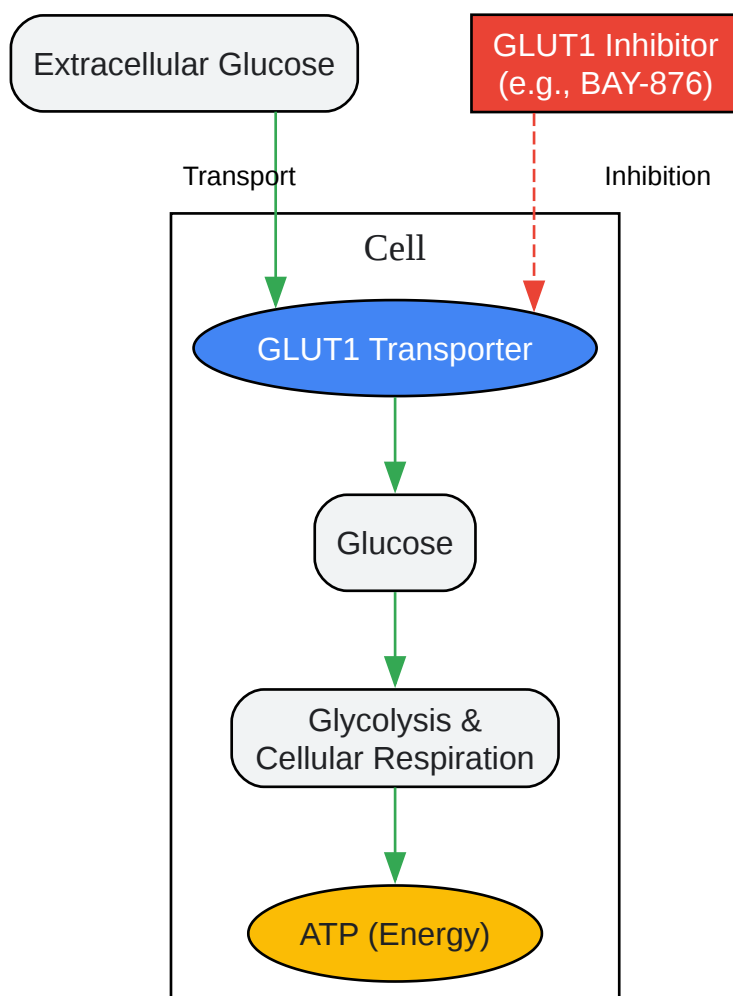 Extracellular Glucose
GLUT1 Inhibitor
(e.g., BAY-876)
Transport
Inhibition
Cell
GLUT1 Transporter
Glucose
Glycolysis &
Cellular Respiration
ATP (Energy)